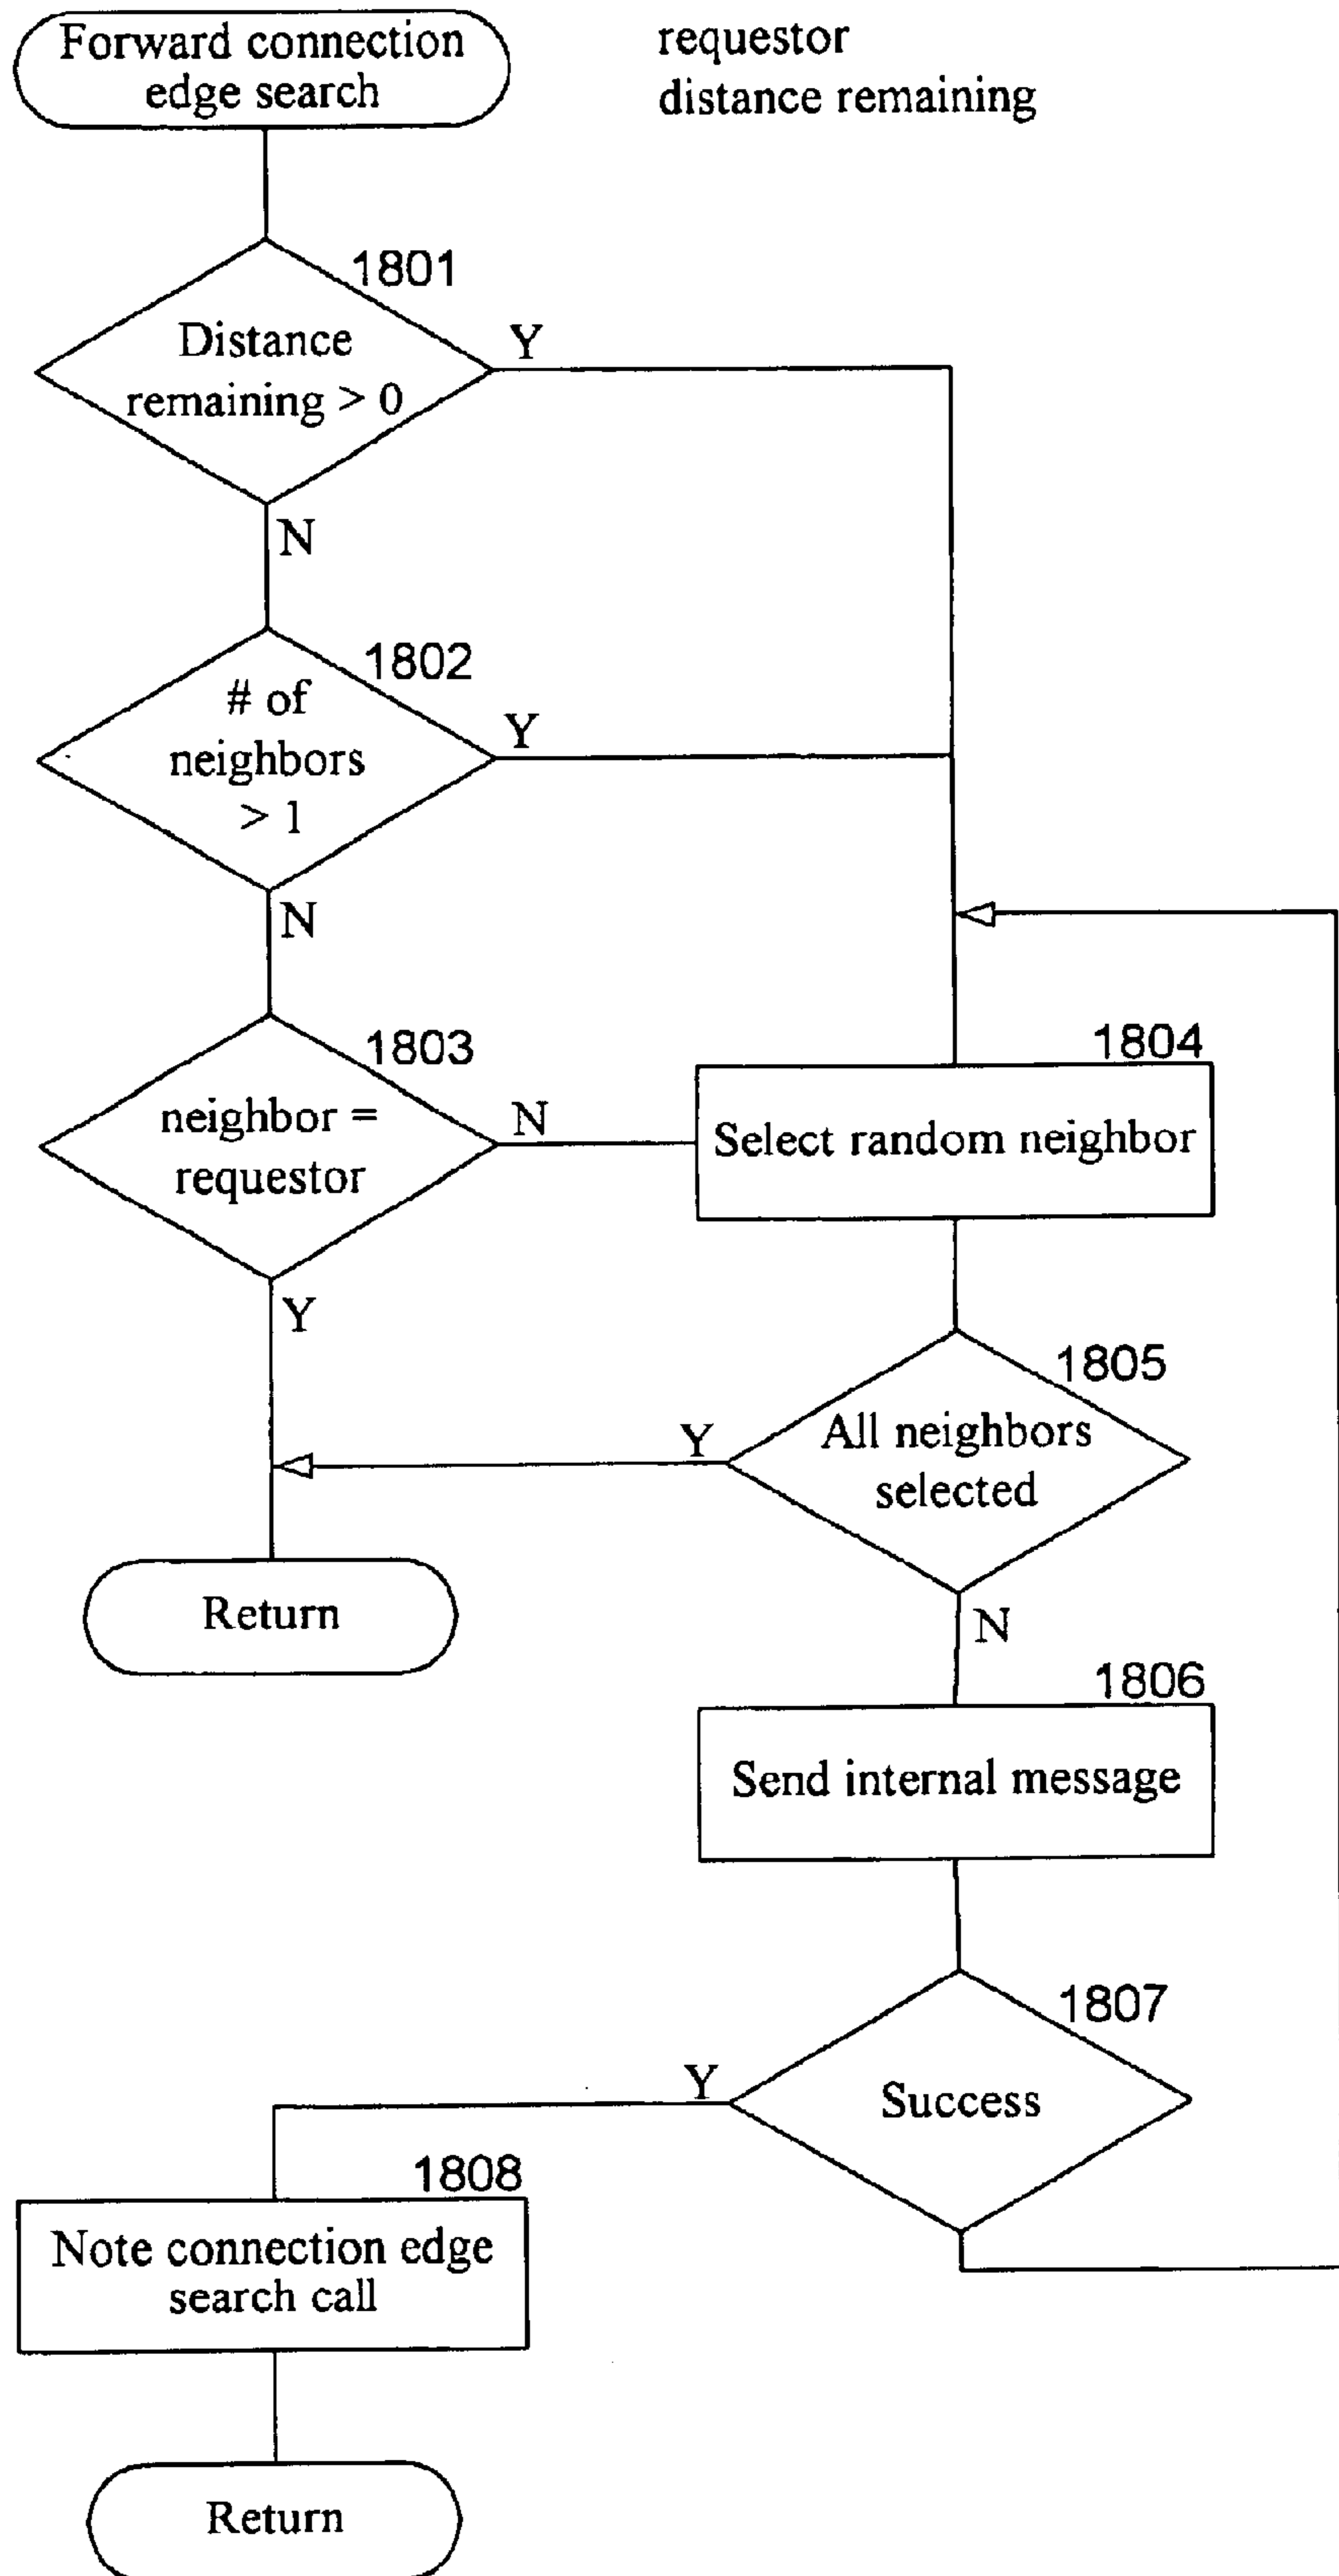 Forward connection
edge search
requestor
distance remaining
1801
Distance
remaining > 0
Y
N
1802
# of
neighbors
> 1
Y
N
1803
neighbor =
requestor
N
Y
1804
Select random neighbor
1805
All neighbors
selected
Y
N
Return
1806
Send internal message
1807
Success
Y
1808
Note connection edge
search call
Return